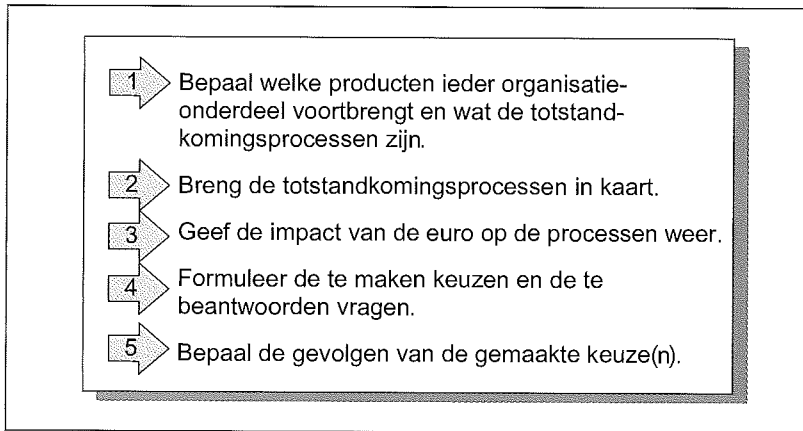 1 Bepaal welke producten ieder organisatie-
onderdeel voortbrengt en wat de totstand-
komingsprocessen zijn.
2 Breng de totstandkomingsprocessen in kaart.
3 Geef de impact van de euro op de processen weer.
4 Formuleer de te maken keuzen en de te
beantwoorden vragen.
5 Bepaal de gevolgen van de gemaakte keuze(n).